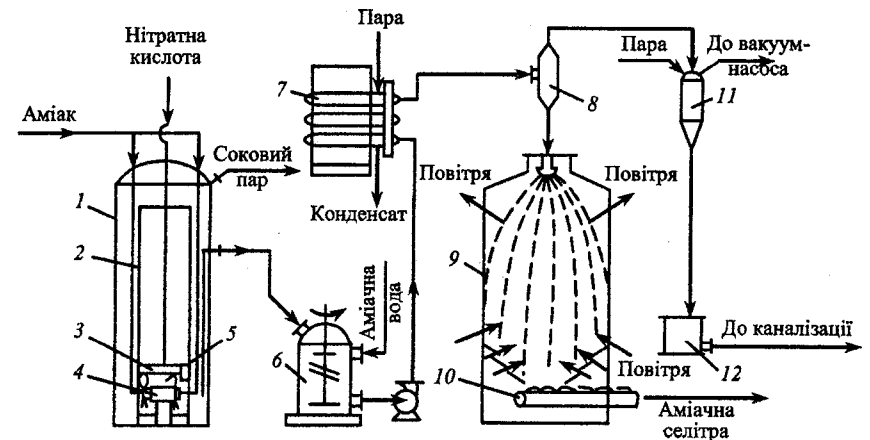 Нітратна
кислота
Аміак
Соковий
пар
1
2
3
4
5
Пара
7
Конденсат
Аміачна
вода
6
8
Пара
До вакуум-
насоса
11
Повітря
Повітря
9
Повітря
10
Аміачна
селітра
До каналізації
12